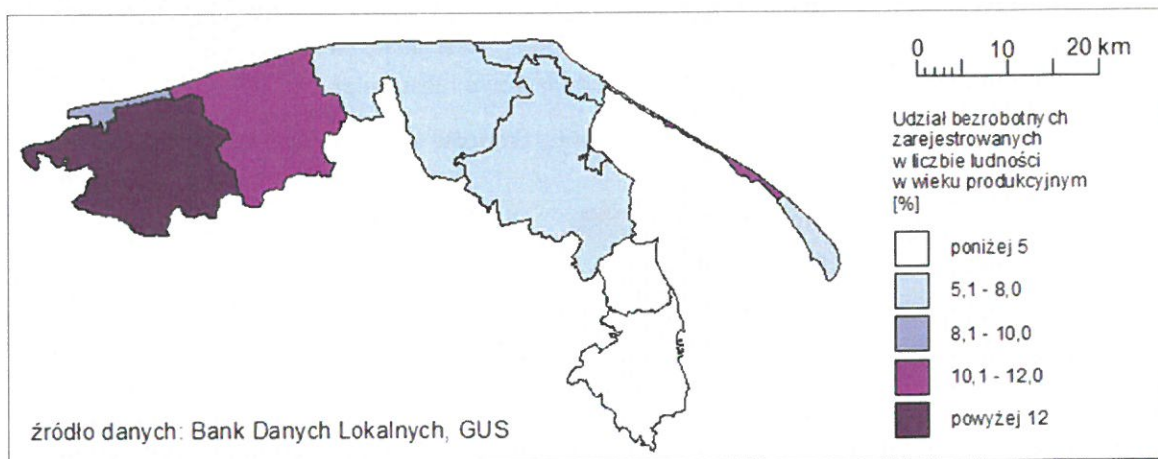 0 10 20 km
Udział bezrobotnych
zarejestrowanych
w liczbie ludności
w wieku produkcyjnym
[%]
poniżej 5
5,1 - 8,0
8,1 - 10,0
10,1 - 12,0
powyżej 12
źródło danych: Bank Danych Lokalnych, GUS